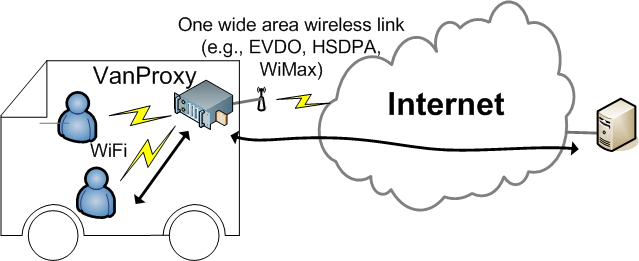 One wide area wireless link
(e.g., EVDO, HSDPA,
WiMax)
VanProxy
Internet
WiFi